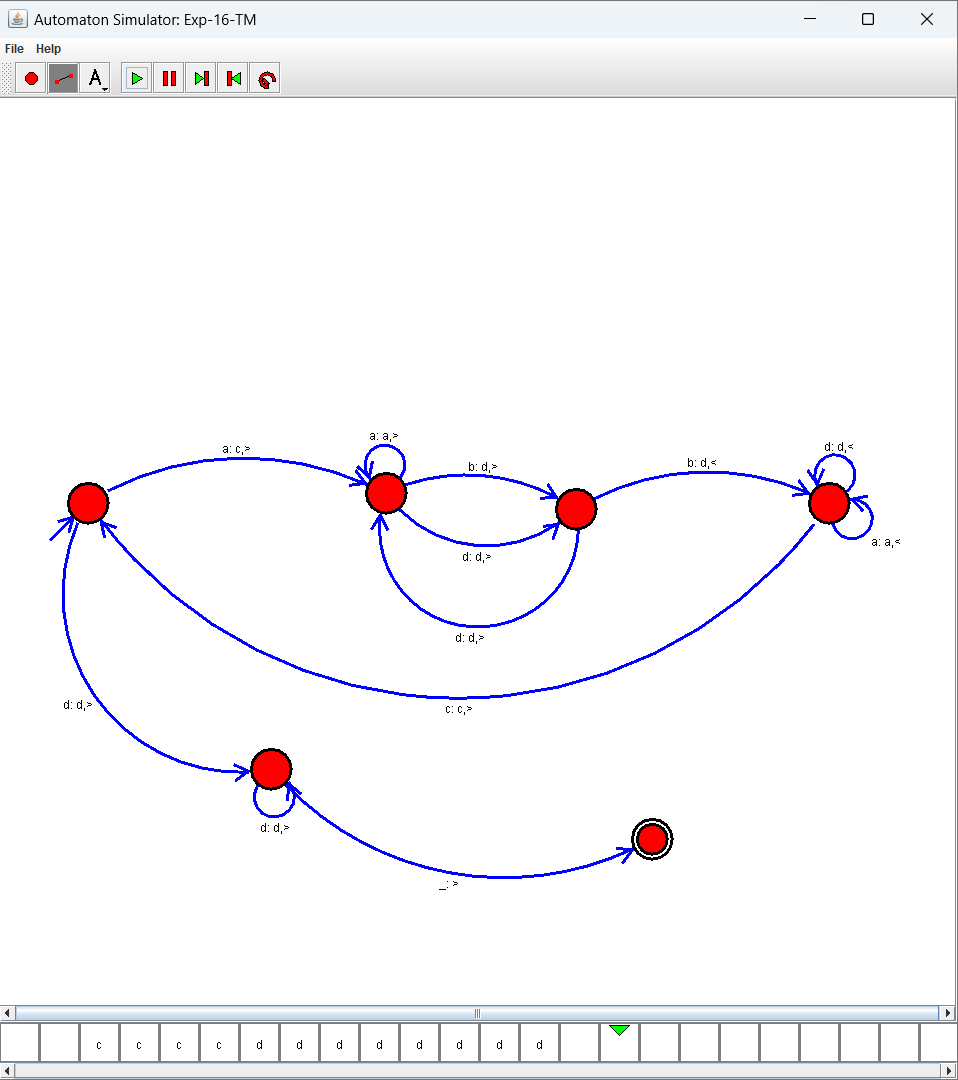 Automaton Simulator: Exp-16-TM
File Help
A
a: a,>
a: c,>
b: d,>
b: d,<
d: d,<
a: a,<
d: d,>
d: d,>
c: c,>
d: d,>
d: d,>
_: >
c c c c d d d d d d d d